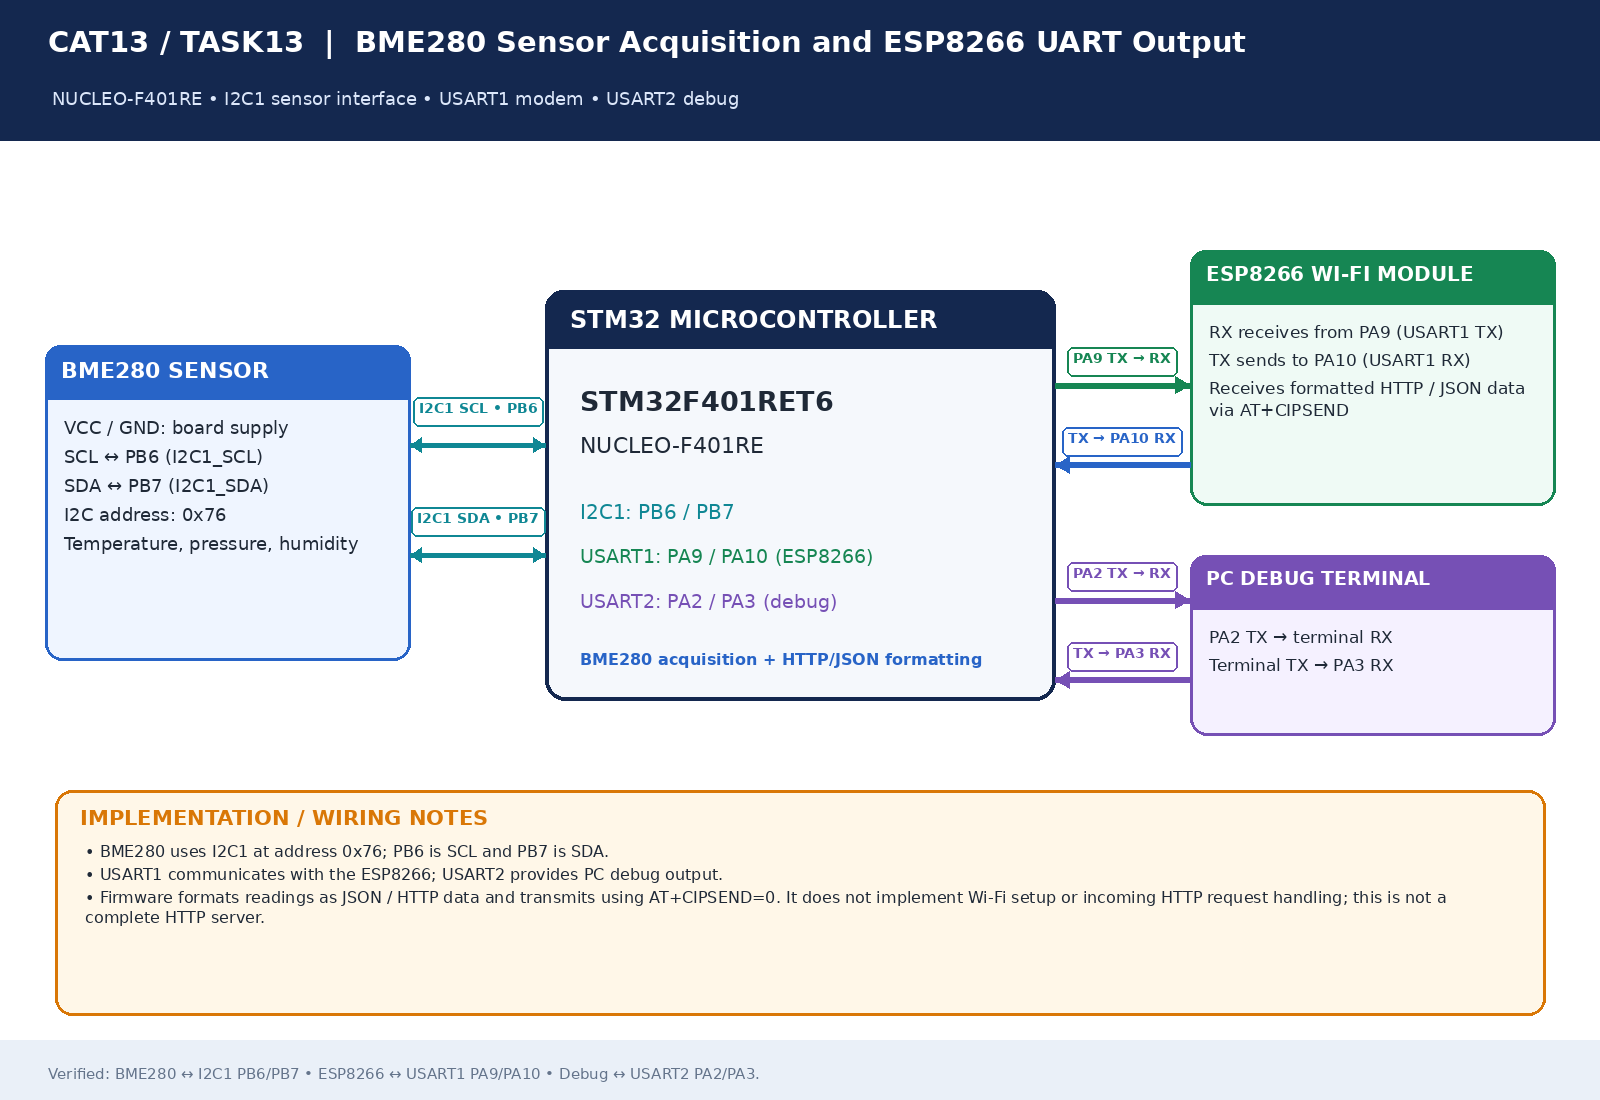 CAT13 / TASK13 | BME280 Sensor Acquisition and ESP8266 UART Output
NUCLEO-F401RE • I2C1 sensor interface • USART1 modem • USART2 debug
BME280 SENSOR
VCC / GND: board supply
SCL ↔ PB6 (I2C1_SCL)
SDA ↔ PB7 (I2C1_SDA)
I2C address: 0x76
Temperature, pressure, humidity
I2C1 SCL • PB6
I2C1 SDA • PB7
STM32 MICROCONTROLLER
STM32F401RET6
NUCLEO-F401RE
I2C1: PB6 / PB7
USART1: PA9 / PA10 (ESP8266)
USART2: PA2 / PA3 (debug)
BME280 acquisition + HTTP/JSON formatting
PA9 TX → RX
TX → PA10 RX
PA2 TX → RX
TX → PA3 RX
ESP8266 WI-FI MODULE
RX receives from PA9 (USART1 TX)
TX sends to PA10 (USART1 RX)
Receives formatted HTTP / JSON data
via AT+CIPSEND
PC DEBUG TERMINAL
PA2 TX → terminal RX
Terminal TX → PA3 RX
IMPLEMENTATION / WIRING NOTES
• BME280 uses I2C1 at address 0x76; PB6 is SCL and PB7 is SDA.
• USART1 communicates with the ESP8266; USART2 provides PC debug output.
• Firmware formats readings as JSON / HTTP data and transmits using AT+CIPSEND=0. It does not implement Wi-Fi setup or incoming HTTP request handling; this is not a
complete HTTP server.
Verified: BME280 ↔ I2C1 PB6/PB7 • ESP8266 ↔ USART1 PA9/PA10 • Debug ↔ USART2 PA2/PA3.